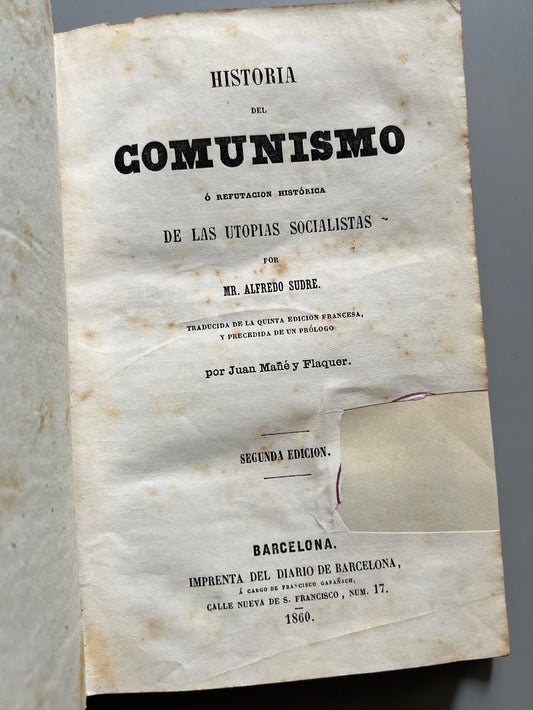 HISTORIA
DEL
COMUNISMO
Ó REFUTACION HISTÓRICA
DE LAS UTOPIAS SOCIALISTAS
POR
MR. ALFREDO SUDRE.
TRADUCIDA DE LA QUINTA EDICION FRANCESA,
Y PRECEDIDA DE UN PRÓLOGO
por Juan Mañé y Flaquer.
SEGUNDA EDICION.
BARCELONA.
IMPRENTA DEL DIARIO DE BARCELONA,
Á CARGO DE FRANCISCO GABAÑACH,
CALLE NUEVA DE S. FRANCISCO, NUM. 17.
1860.